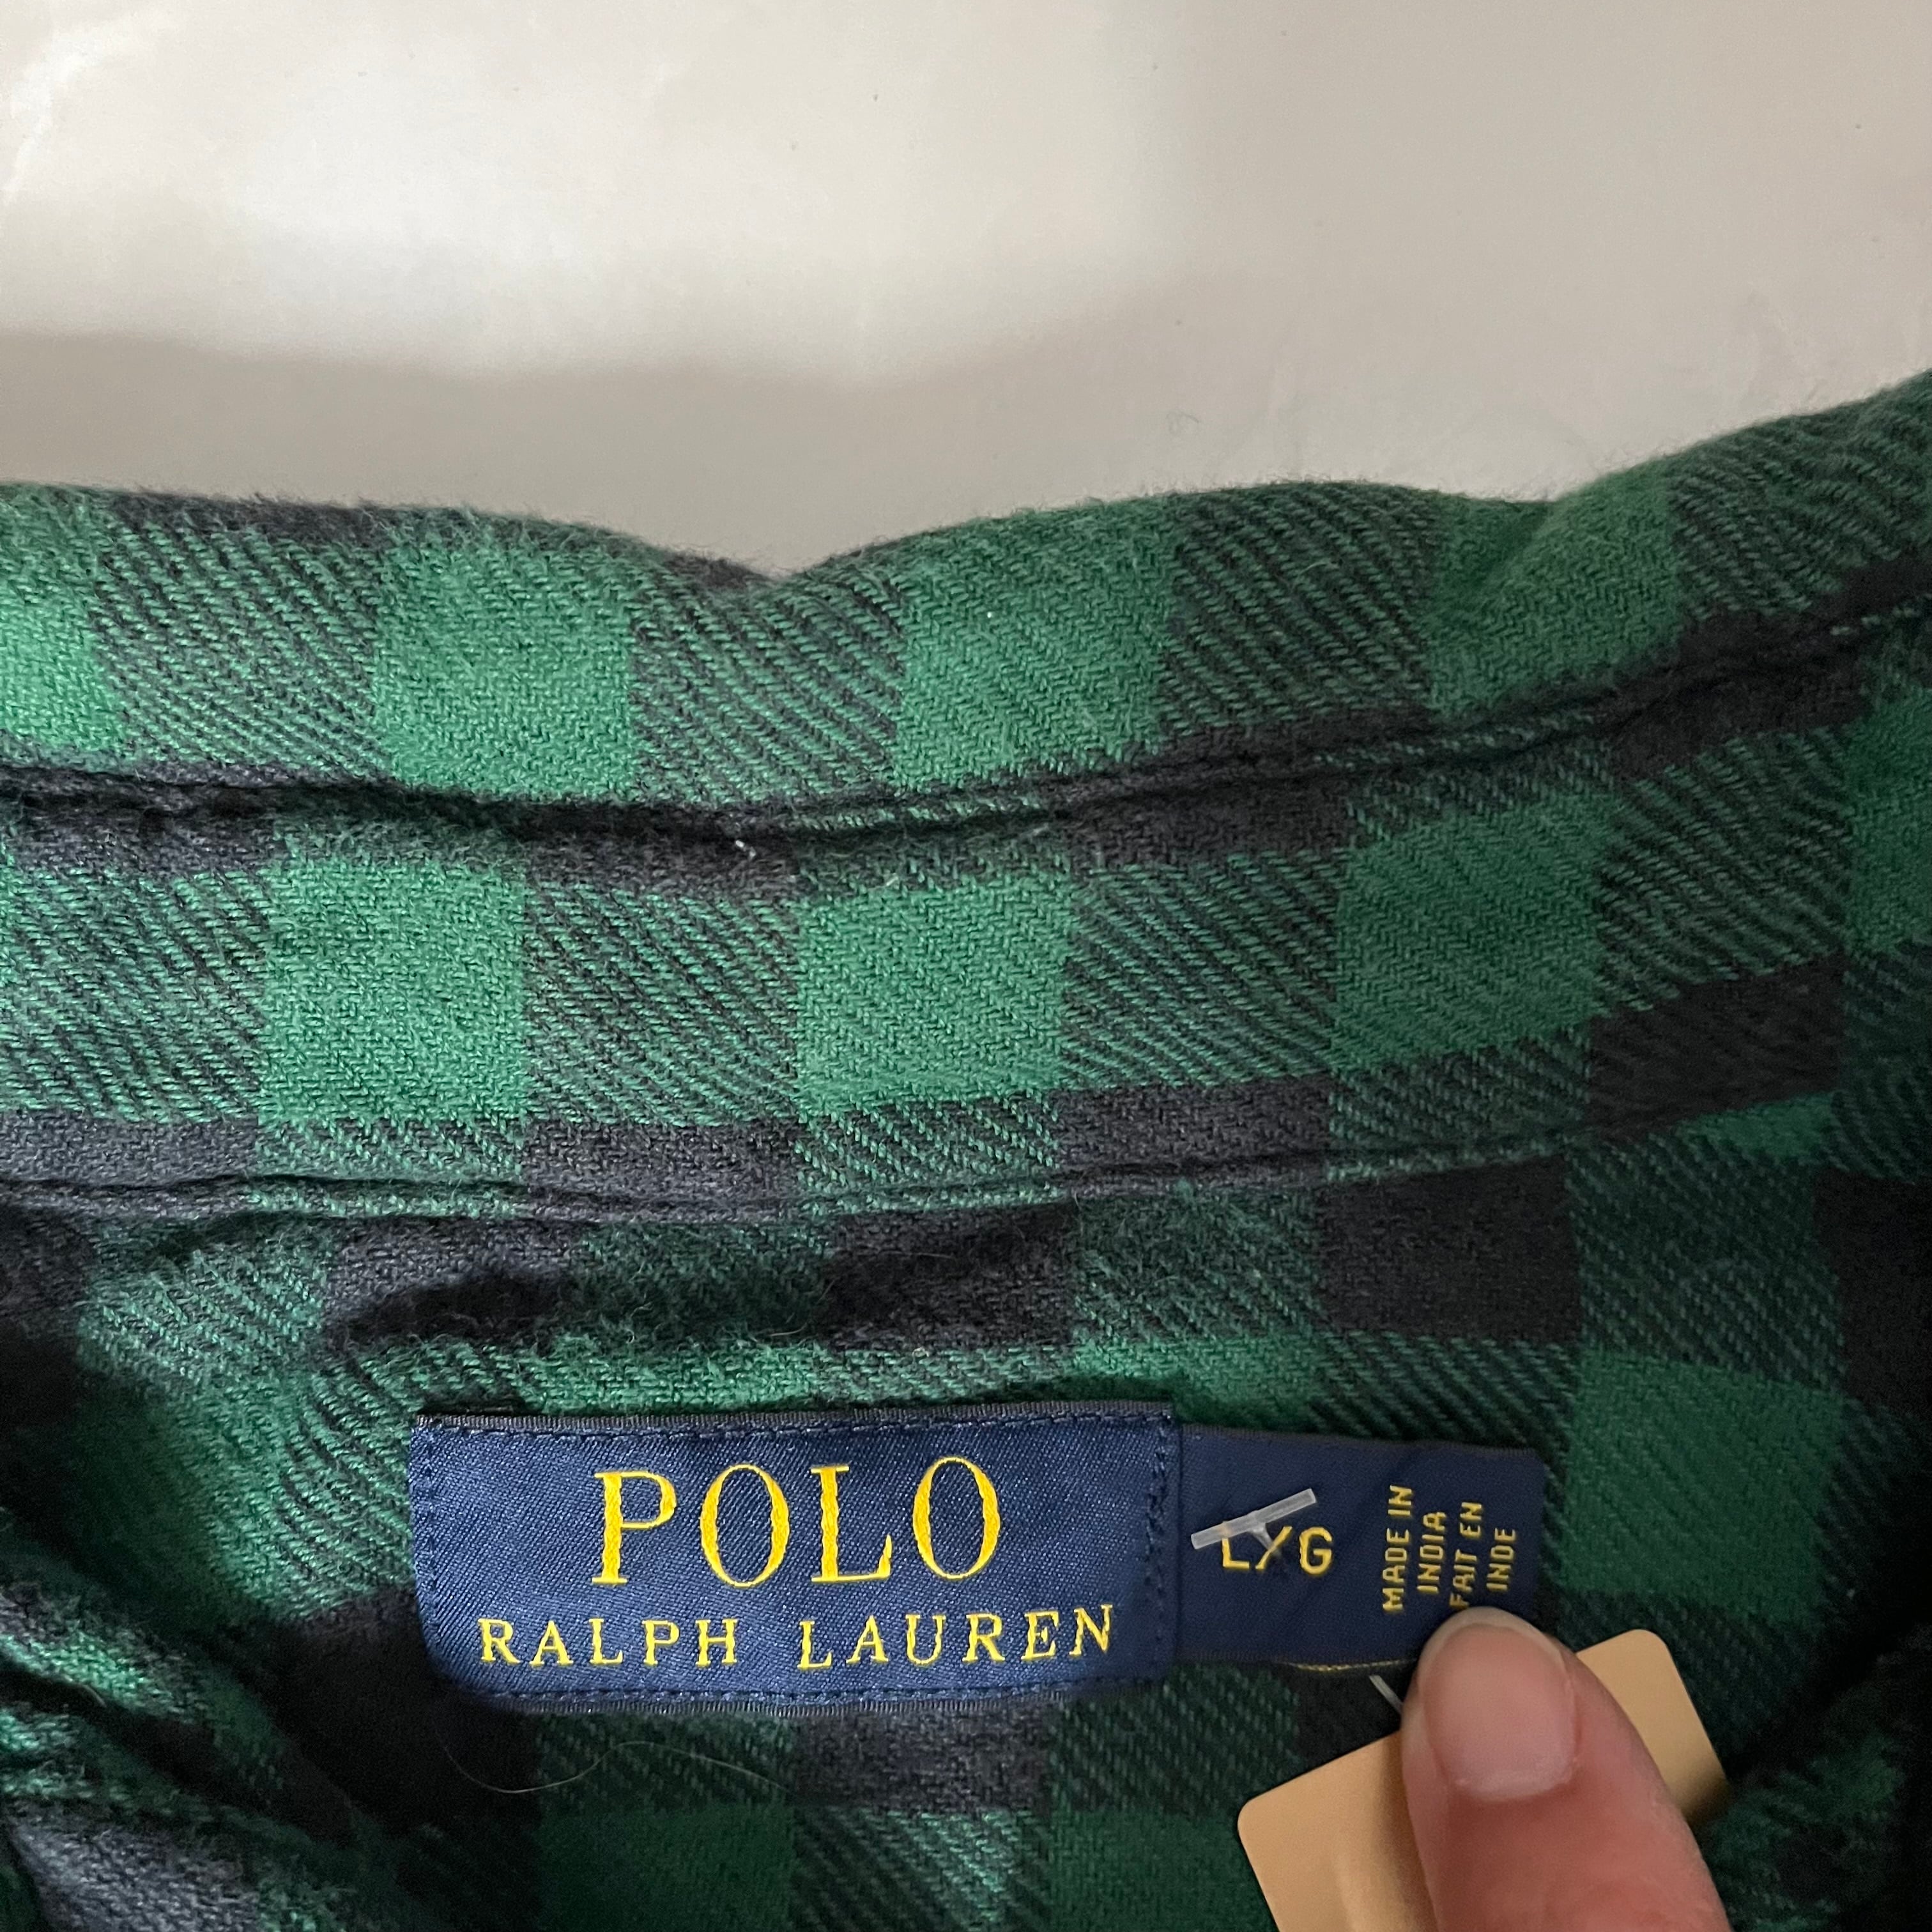 POLO
RALPH LAUREN
L/G
MADE IN
INDIA
FAIT EN
INDE